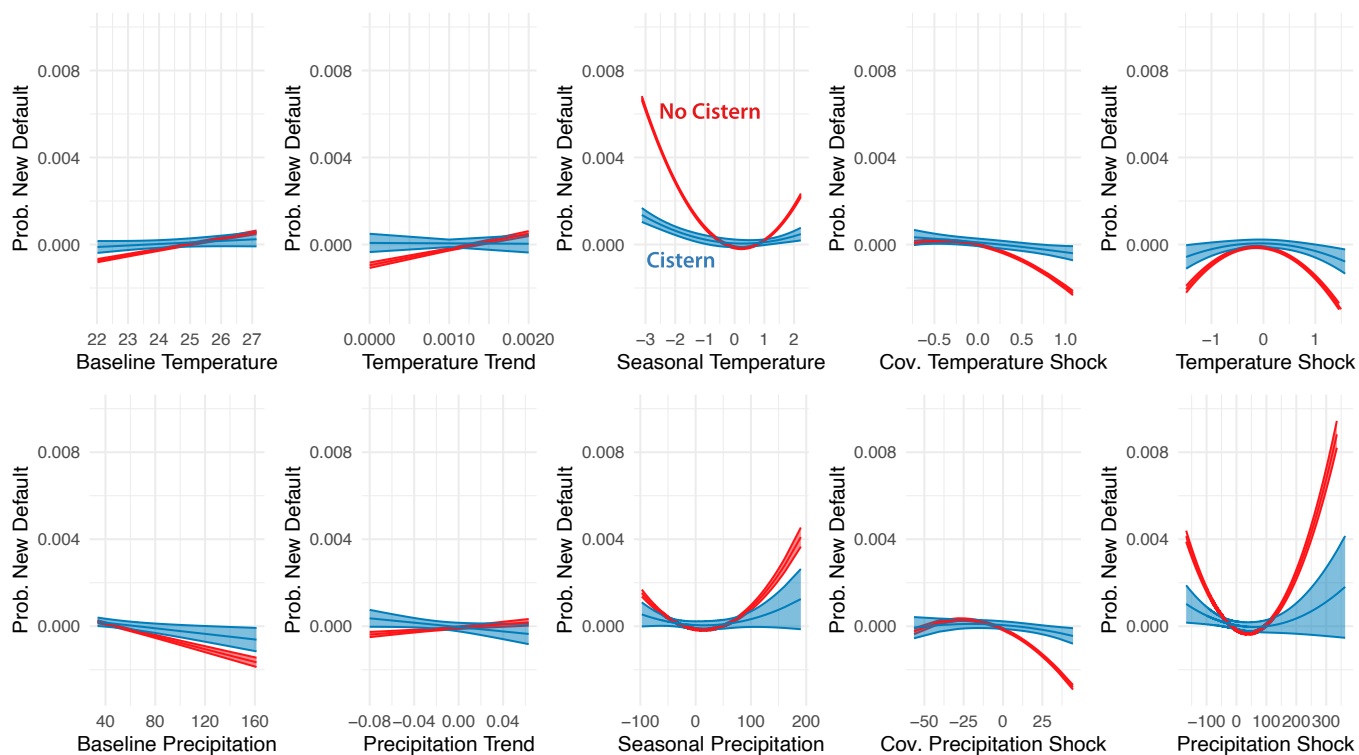 Prob. New Default
0.008
0.004
0.000
22 23 24 25 26 27
Baseline Temperature
Prob. New Default
0.008
0.004
0.000
0.0000 0.0010 0.0020
Temperature Trend
Prob. New Default
0.008
0.004
0.000
No Cistern
Cistern
−3 −2 −1 0 1 2
Seasonal Temperature
Prob. New Default
0.008
0.004
0.000
−0.5 0.0 0.5 1.0
Cov. Temperature Shock
Prob. New Default
0.008
0.004
0.000
−1 0 1
Temperature Shock
Prob. New Default
0.008
0.004
0.000
40 80 120 160
Baseline Precipitation
Prob. New Default
0.008
0.004
0.000
−0.08 −0.04 0.00 0.04
Precipitation Trend
Prob. New Default
0.008
0.004
0.000
−100 0 100 200
Seasonal Precipitation
Prob. New Default
0.008
0.004
0.000
−50 −25 0 25
Cov. Precipitation Shock
Prob. New Default
0.008
0.004
0.000
−100 0 100 200 300
Precipitation Shock